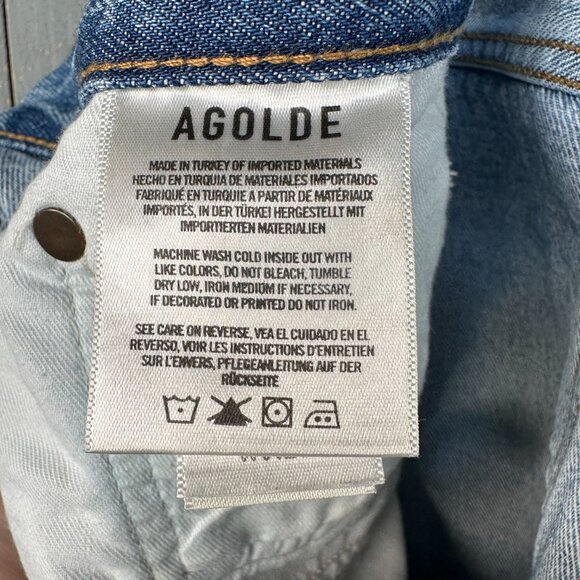 AGOLDE
MADE IN TURKEY OF IMPORTED MATERIALS
HECHO EN TURQUIA DE MATERIALES IMPORTADOS
FABRIQUÉ EN TURQUIE A PARTIR DE MATÉRIAUX
IMPORTÉS, IN DER TÜRKEI HERGESTELLT MIT
IMPORTIERTEN MATERIALIEN
MACHINE WASH COLD INSIDE OUT WITH
LIKE COLORS, DO NOT BLEACH, TUMBLE
DRY LOW, IRON MEDIUM IF NECESSARY,
IF DECORATED OR PRINTED DO NOT IRON.
SEE CARE ON REVERSE, VEA EL CUIDADO EN EL
REVERSO, VOIR LES INSTRUCTIONS D'ENTRETIEN
SUR L'ENVERS, PFLEGEANLEITUNG AUF DER
RÜCKSEITE